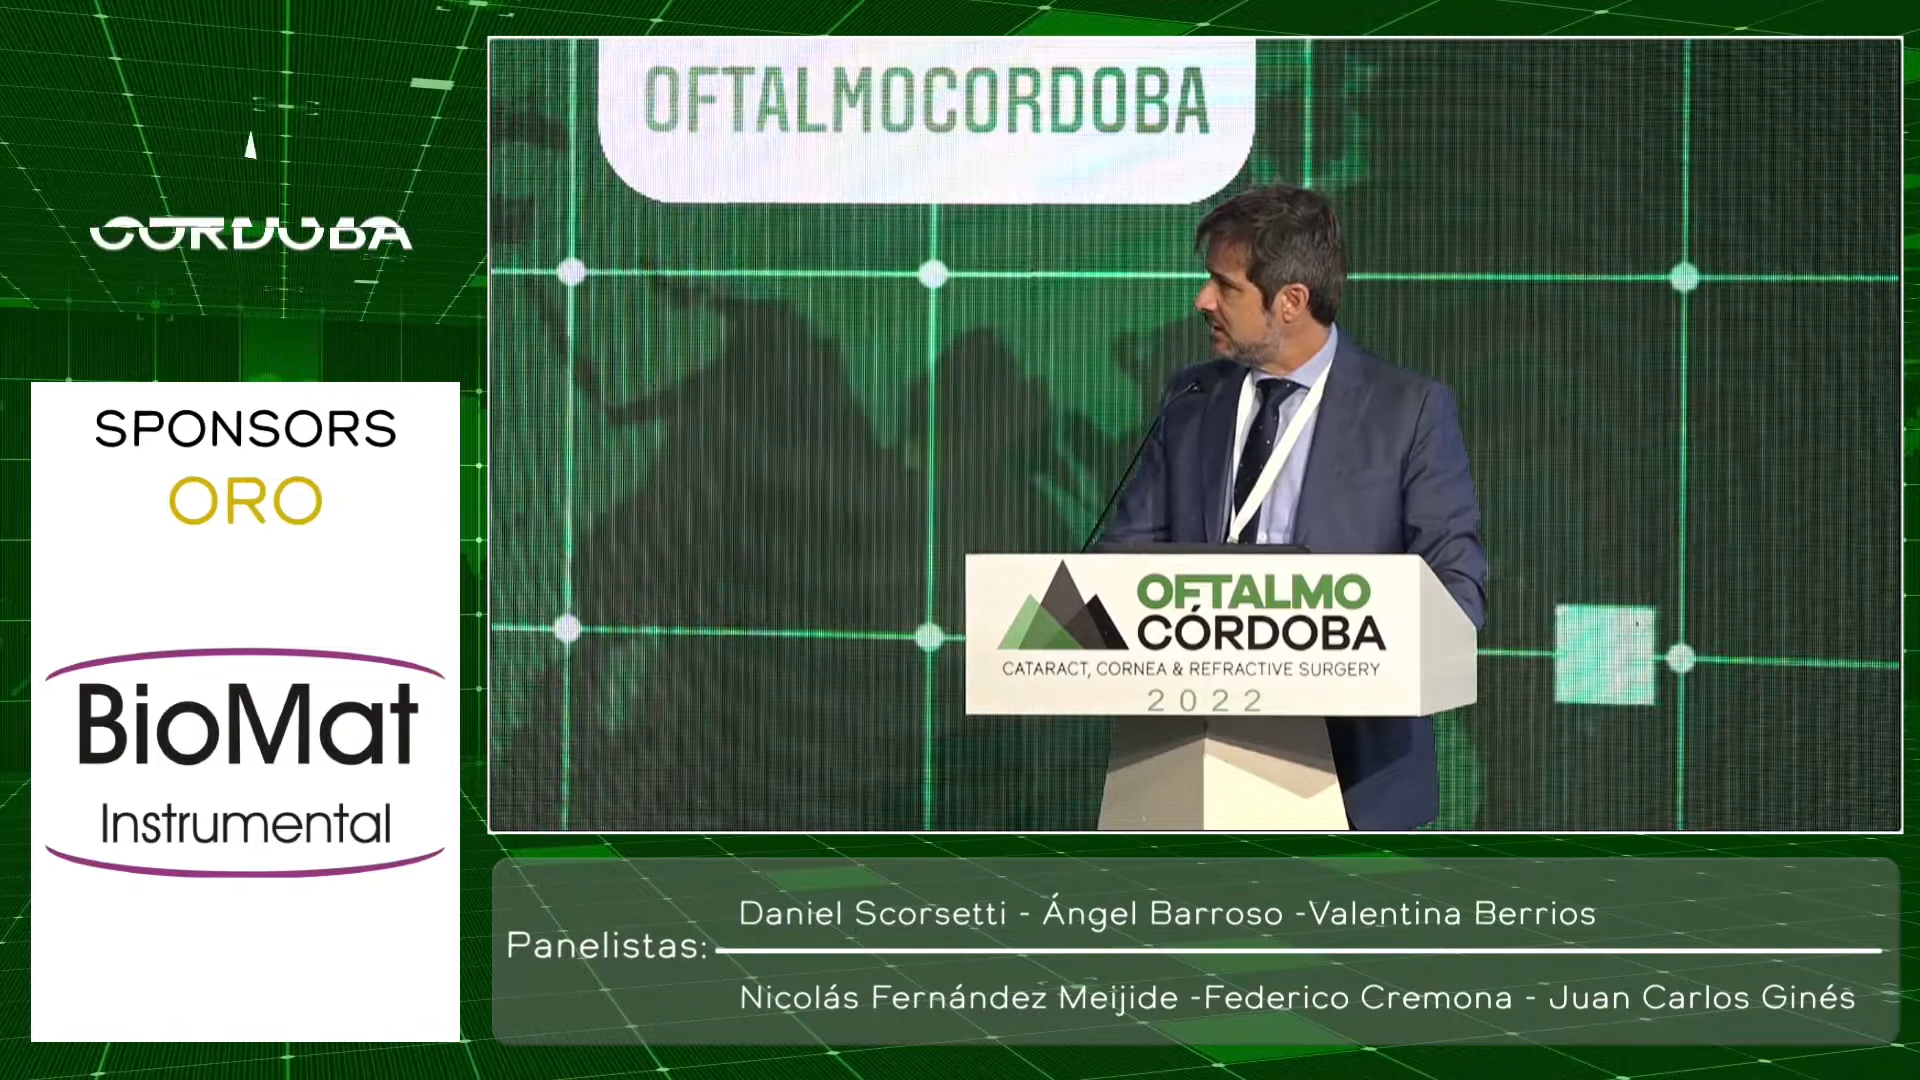 OFTALMOCORDOBA
CÓRDOBA
SPONSORS
ORO
BioMat
Instrumental
OFTALMO
CÓRDOBA
CATARACT, CORNEA & REFRACTIVE SURGERY
2022
Panelistas:
Daniel Scorsetti - Ángel Barroso -Valentina Berrios
Nicolás Fernández Meijide -Federico Cremona - Juan Carlos Ginés